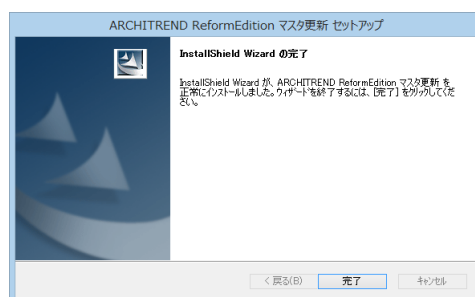 ARCHITREND ReformEdition マスタ更新 セットアップ
InstallShield Wizard の完了
InstallShield Wizard が、ARCHITREND ReformEdition マスタ更新 を
正常にインストールしました。ウィザードを終了するには、[完了] をクリックしてくだ
さい。
< 戻る(B)
完了
キャンセル